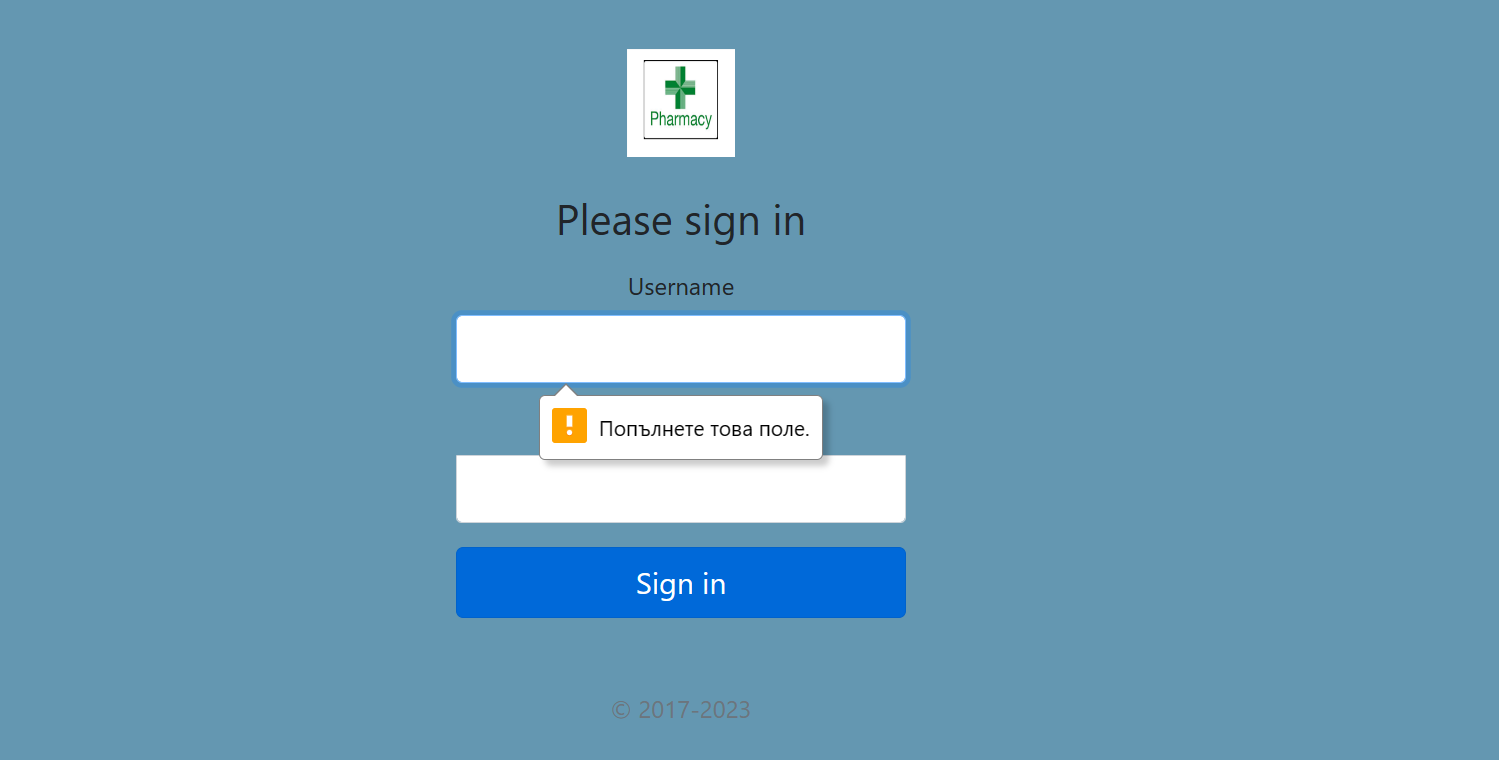 Pharmacy
Please sign in
Username
Попълнете това поле.
Sign in
© 2017-2023